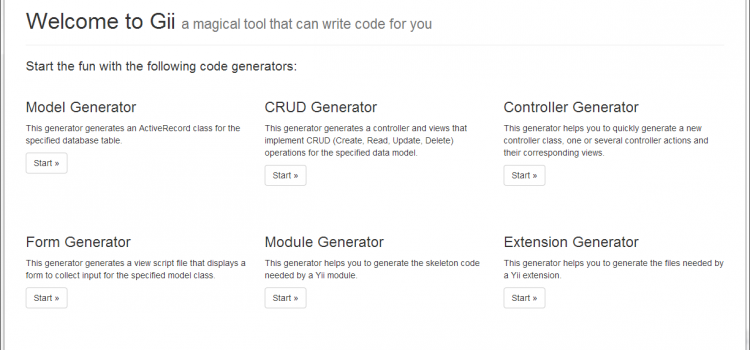 Welcome to Gii a magical tool that can write code for you
Start the fun with the following code generators:
Model Generator
This generator generates an ActiveRecord class for the
specified database table.
Start »
CRUD Generator
This generator generates a controller and views that
implement CRUD (Create, Read, Update, Delete)
operations for the specified data model.
Start »
Controller Generator
This generator helps you to quickly generate a new
controller class, one or several controller actions and
their corresponding views.
Start »
Form Generator
This generator generates a view script file that displays a
form to collect input for the specified model class.
Start »
Module Generator
This generator helps you to generate the skeleton code
needed by a Yii module.
Start »
Extension Generator
This generator helps you to generate the files needed by
a Yii extension.
Start »